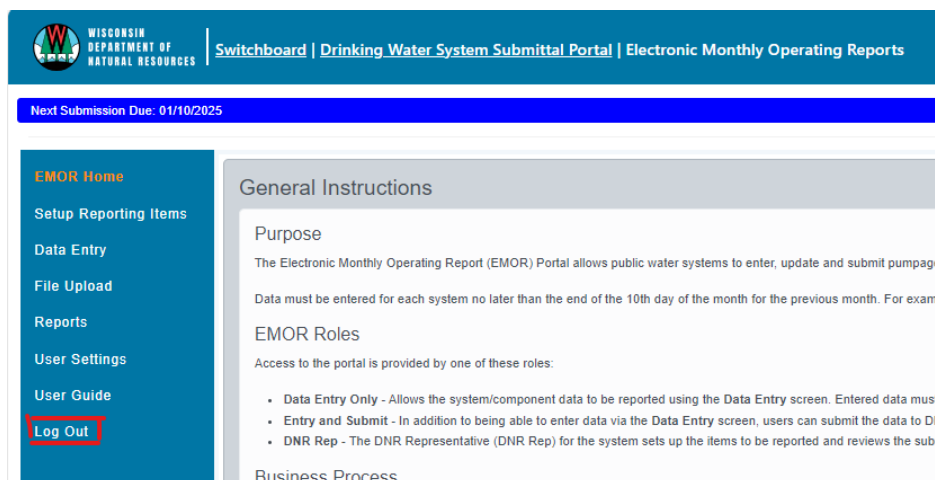 WISCONSIN
DEPARTMENT OF
NATURAL RESOURCES
Switchboard | Drinking Water System Submittal Portal | Electronic Monthly Operating Reports
Next Submission Due: 01/10/2025
EMOR Home
Setup Reporting Items
Data Entry
File Upload
Reports
User Settings
User Guide
Log Out
General Instructions
Purpose
The Electronic Monthly Operating Report (EMOR) Portal allows public water systems to enter, update and submit pumpag
Data must be entered for each system no later than the end of the 10th day of the month for the previous month. For exam
EMOR Roles
Access to the portal is provided by one of these roles:
• Data Entry Only - Allows the system/component data to be reported using the Data Entry screen. Entered data mus
• Entry and Submit - In addition to being able to enter data via the Data Entry screen, users can submit the data to D
• DNR Rep - The DNR Representative (DNR Rep) for the system sets up the items to be reported and reviews the sub
Business Process